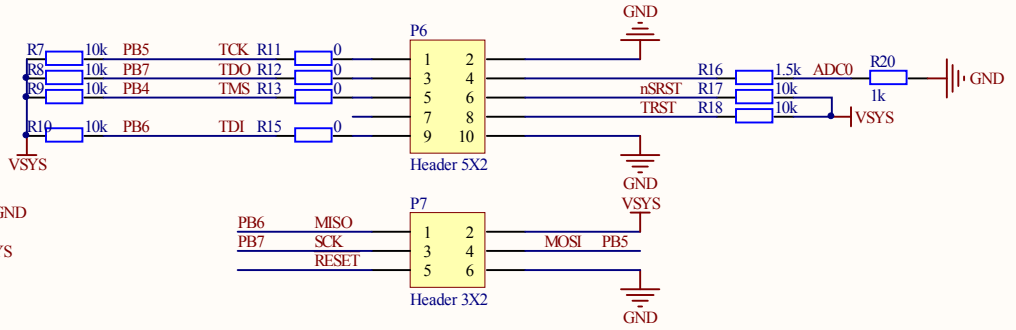 GND
P6
R7 10k PB5 TCK R11 0 1 2
R8 10k PB7 TDO R12 0 3 4 R16 1.5k ADC0 R20
R9 10k PB4 TMS R13 0 5 6 nSRST R17 10k 1k GND
7 8 TRST R18 10k VSYS
R10 10k PB6 TDI R15 0 9 10
VSYS
Header 5X2
GND
P7 VSYS
GND
PB6 MISO 1 2
PB7 SCK 3 4 MOSI PB5
YS
RESET 5 6
Header 3X2
GND